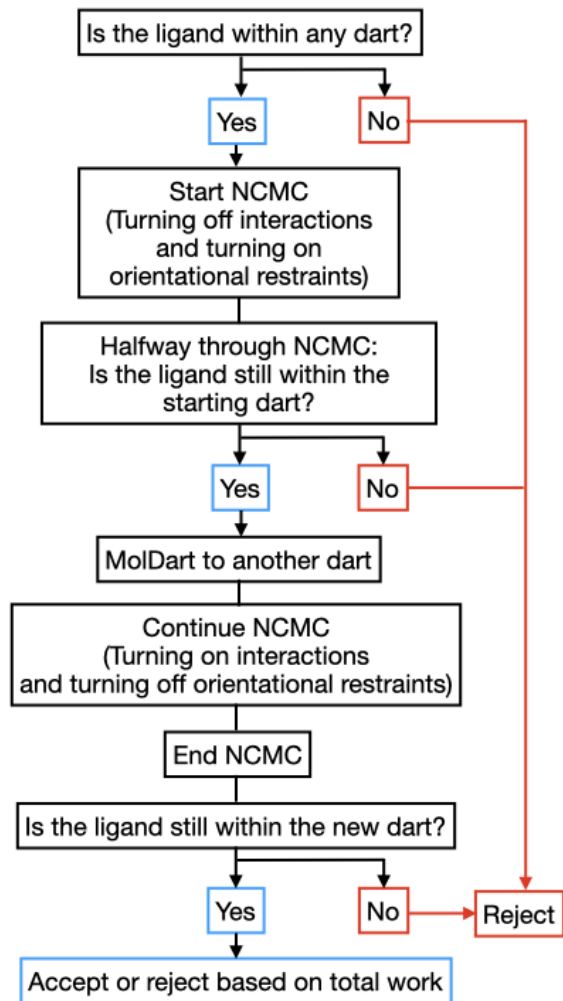 Is the ligand within any dart?
Yes
No
Start NCMC
(Turning off interactions
and turning on
orientational restraints)
Halfway through NCMC:
Is the ligand still within the
starting dart?
Yes
No
MolDart to another dart
Continue NCMC
(Turning on interactions
and turning off orientational restraints)
End NCMC
Is the ligand still within the new dart?
Yes
No
Reject
Accept or reject based on total work